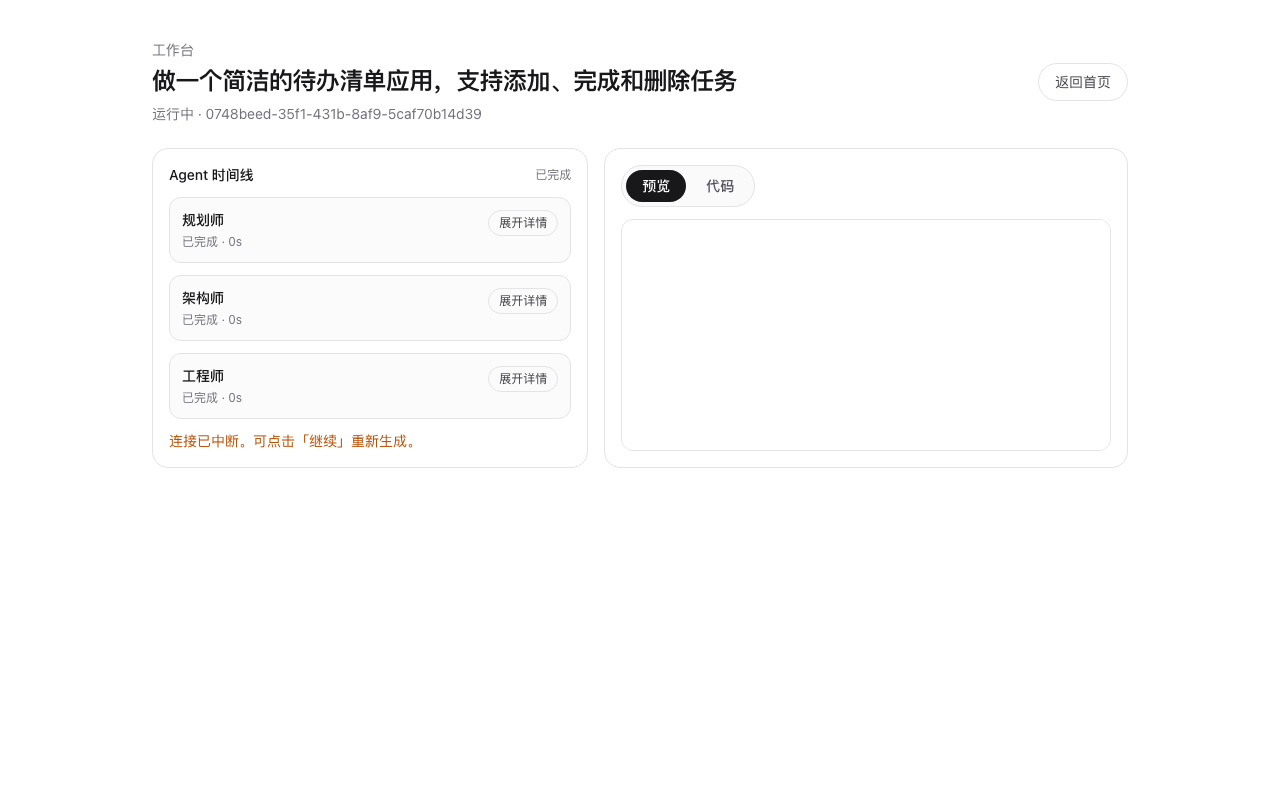 工作台
做一个简洁的待办清单应用，支持添加、完成和删除任务
返回首页
运行中 · 0748beed-35f1-431b-8af9-5caf70b14d39
Agent 时间线
已完成
规划师
展开详情
已完成 · 0s
架构师
展开详情
已完成 · 0s
工程师
展开详情
已完成 · 0s
连接已中断。可点击「继续」重新生成。
预览
代码